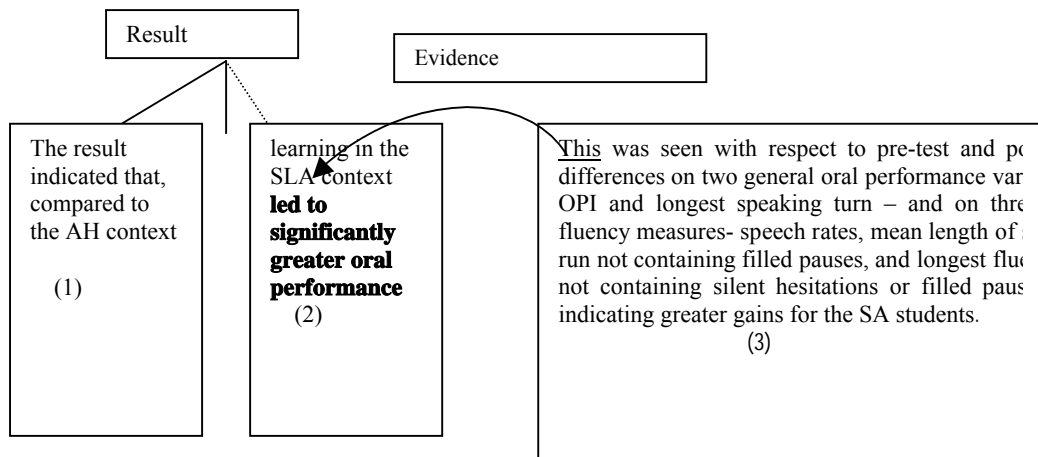 Result
Evidence
The result
indicated that,
compared to
the AH context
(1)
learning in the
SLA context
led to
significantly
greater oral
performance
(2)
This was seen with respect to pre-test and
differences on two general oral performance
OPI and longest speaking turn – and on
fluency measures- speech rates, mean length of
run not containing filled pauses, and longest
not containing silent hesitations or filled
indicating greater gains for the SA students.
(3)